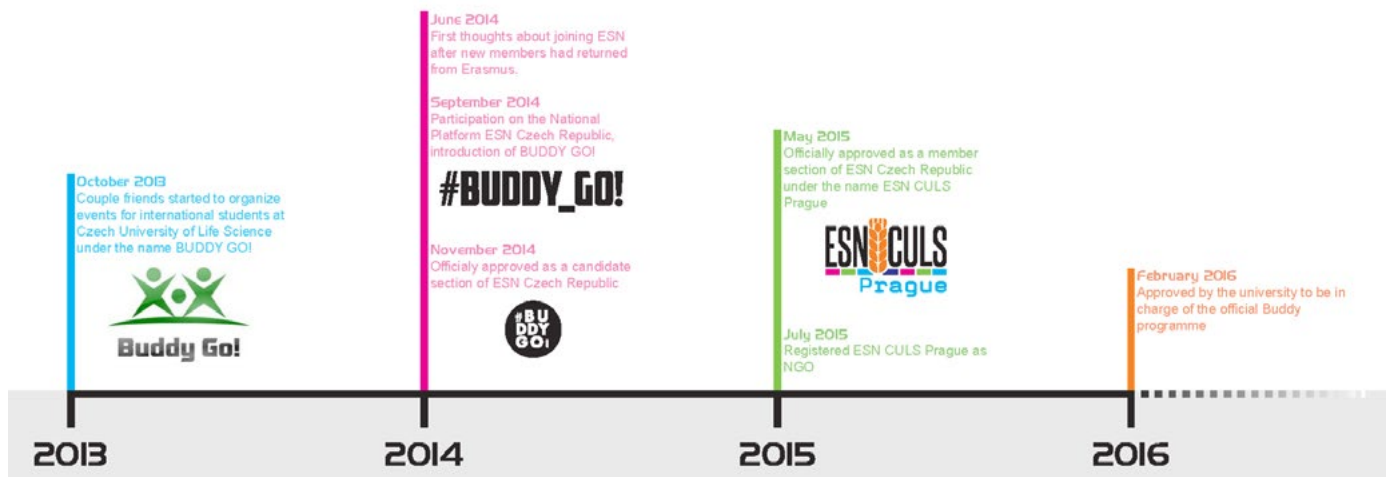 October 2013
Couple friends started to organize
events for international students at
Czech University of Life Science
under the name BUDDY GO!
Buddy Go!
June 2014
First thoughts about joining ESN
after new members had returned
from Erasmus.
September 2014
Participation on the National
Platform ESN Czech Republic,
introduction of BUDDY GO!
#BUDDY_GO!
November 2014
Officialy approved as a candidate
section of ESN Czech Republic
#BU
DDY
GO!
May 2015
Officially approved as a member
section of ESN Czech Republic
under the name ESN CULS
Prague
ESN CULS
Prague
July 2015
Registered ESN CULS Prague as
NGO
February 2016
Approved by the university to be in
charge of the official Buddy
programme
2013
2014
2015
2016